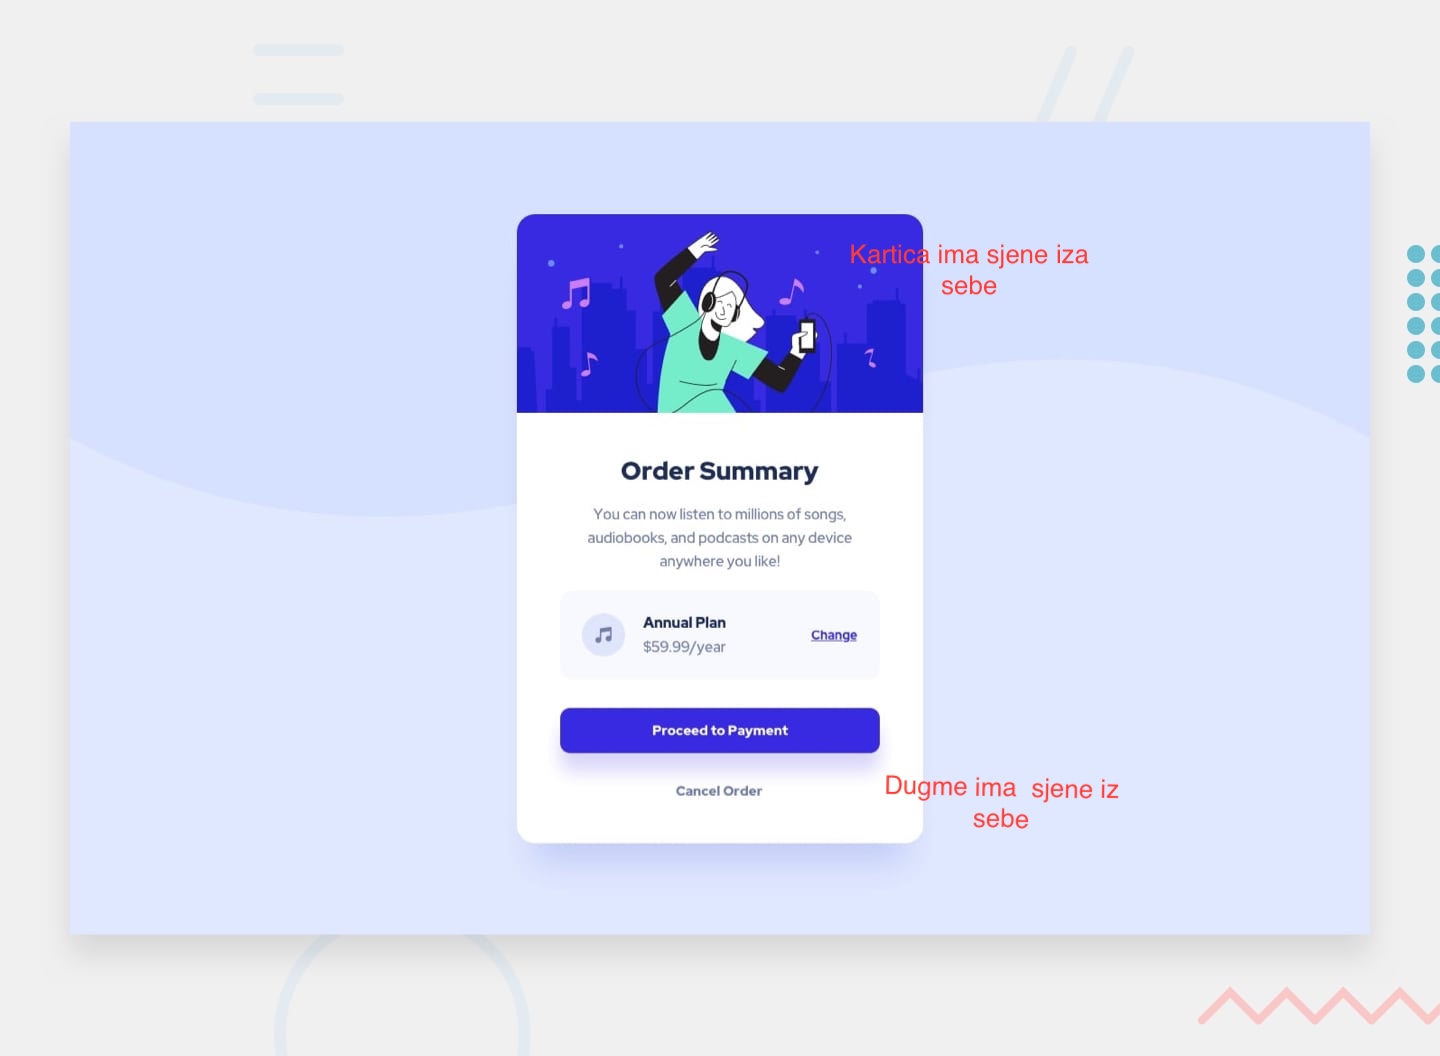 Kartica ima sjene iza
sebe
Order Summary
You can now listen to millions of songs,
audiobooks, and podcasts on any device
anywhere you like!
Annual Plan
$59.99/year
Change
Proceed to Payment
Dugme ima sjene iz
sebe
Cancel Order